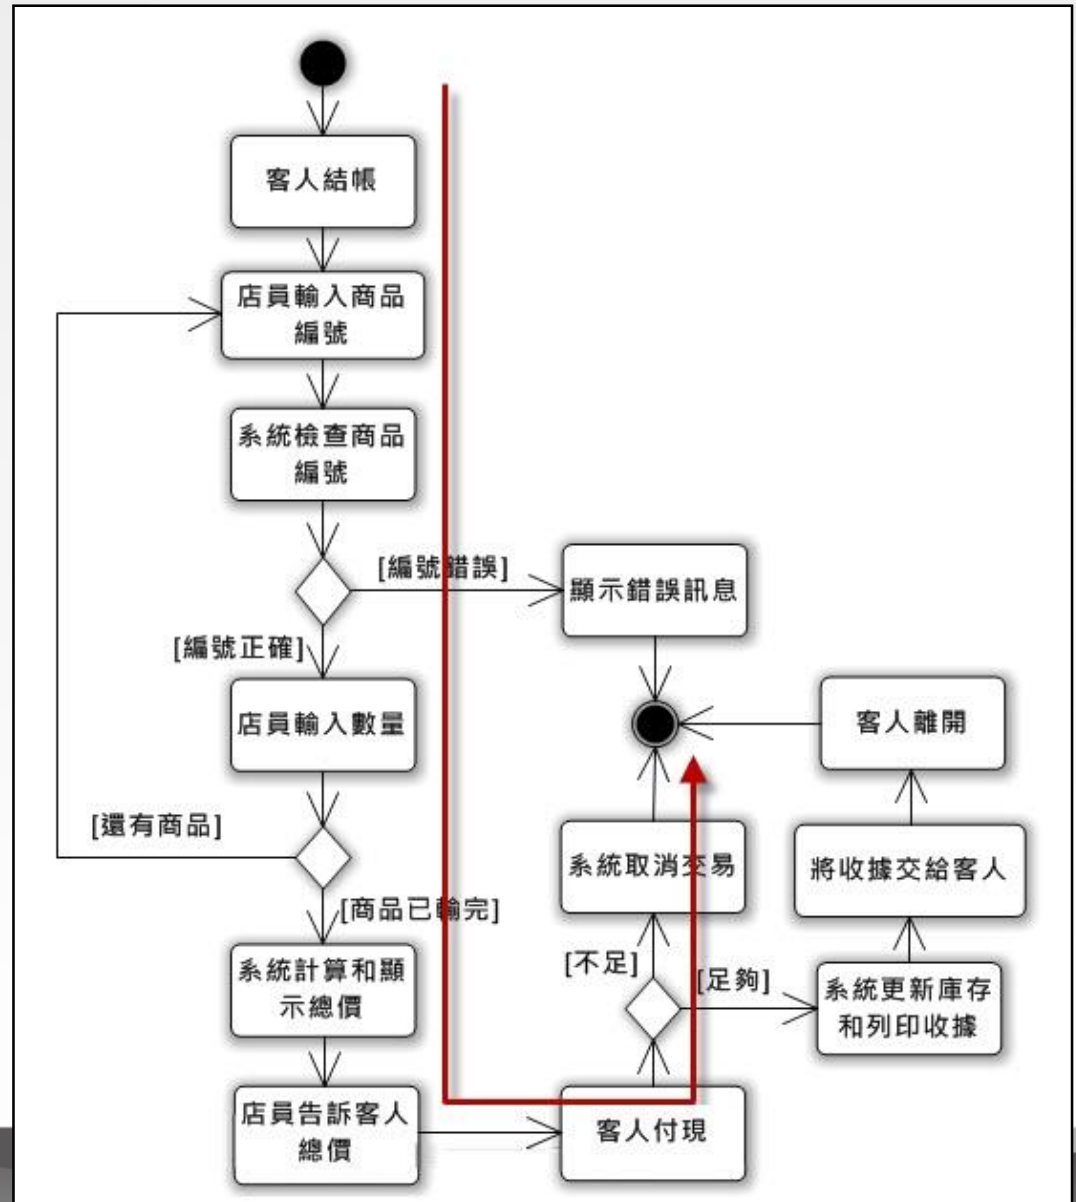 客人結帳
店員輸入商品
編號
系統檢查商品
編號
[編號錯誤]
顯示錯誤訊息
[編號正確]
店員輸入數量
客人離開
[還有商品]
系統取消交易
將收據交給客人
[商品已輸完]
系統計算和顯
示總價
[不足]
[足夠]
系統更新庫存
和列印收據
店員告訴客人
總價
客人付現